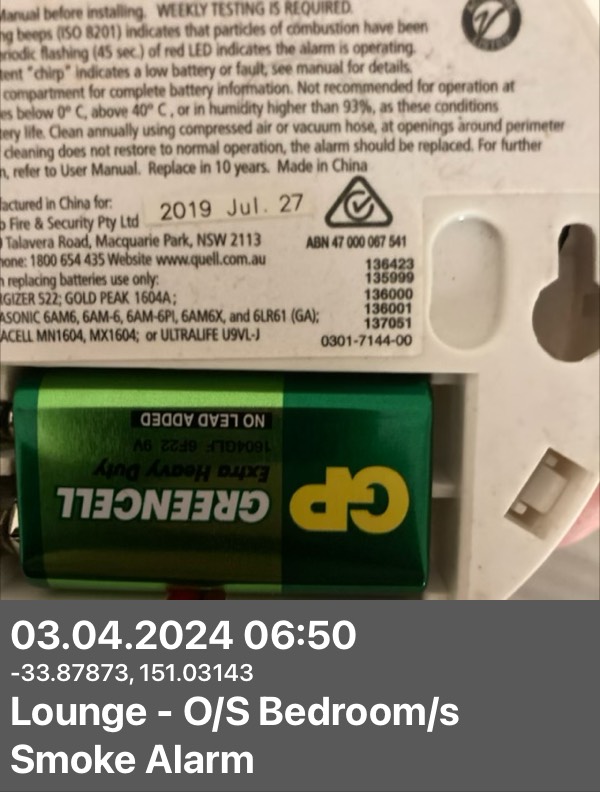 Manual before installing. WEEKLY TESTING IS REQUIRED.
ng beeps (ISO 8201) indicates that particles of combustion have been
riodic flashing (45 sec.) of red LED indicates the alarm is operating.
tent "chirp" indicates a low battery or fault, see manual for details.
compartment for complete battery information. Not recommended for operation at
es below 0° C, above 40° C, or in humidity higher than 93%, as these conditions
ery life. Clean annually using compressed air or vacuum hose, at openings around perimeter
cleaning does not restore to normal operation, the alarm should be replaced. For further
n, refer to User Manual. Replace in 10 years. Made in China
factured in China for:
Fire & Security Pty Ltd
2019 Jul. 27
Talavera Road, Macquarie Park, NSW 2113
ABN 47 000 067 541
hone: 1800 654 435 Website www.quell.com.au
n replacing batteries use only:
RGIZER 522; GOLD PEAK 1604A;
ASONIC 6AM6, 6AM-6, 6AM-6PI, 6AM6X, and 6LR61 (GA);
ACELL MN1604, MX1604; or ULTRALIFE U9VL-J
136423
135999
136000
136001
137051
0301-7144-00
GP
GREENCELL
Extra Heavy Duty
1604GLF 6F22 9V
NO LEAD ADDED
03.04.2024 06:50
-33.87873, 151.03143
Lounge - O/S Bedroom/s
Smoke Alarm